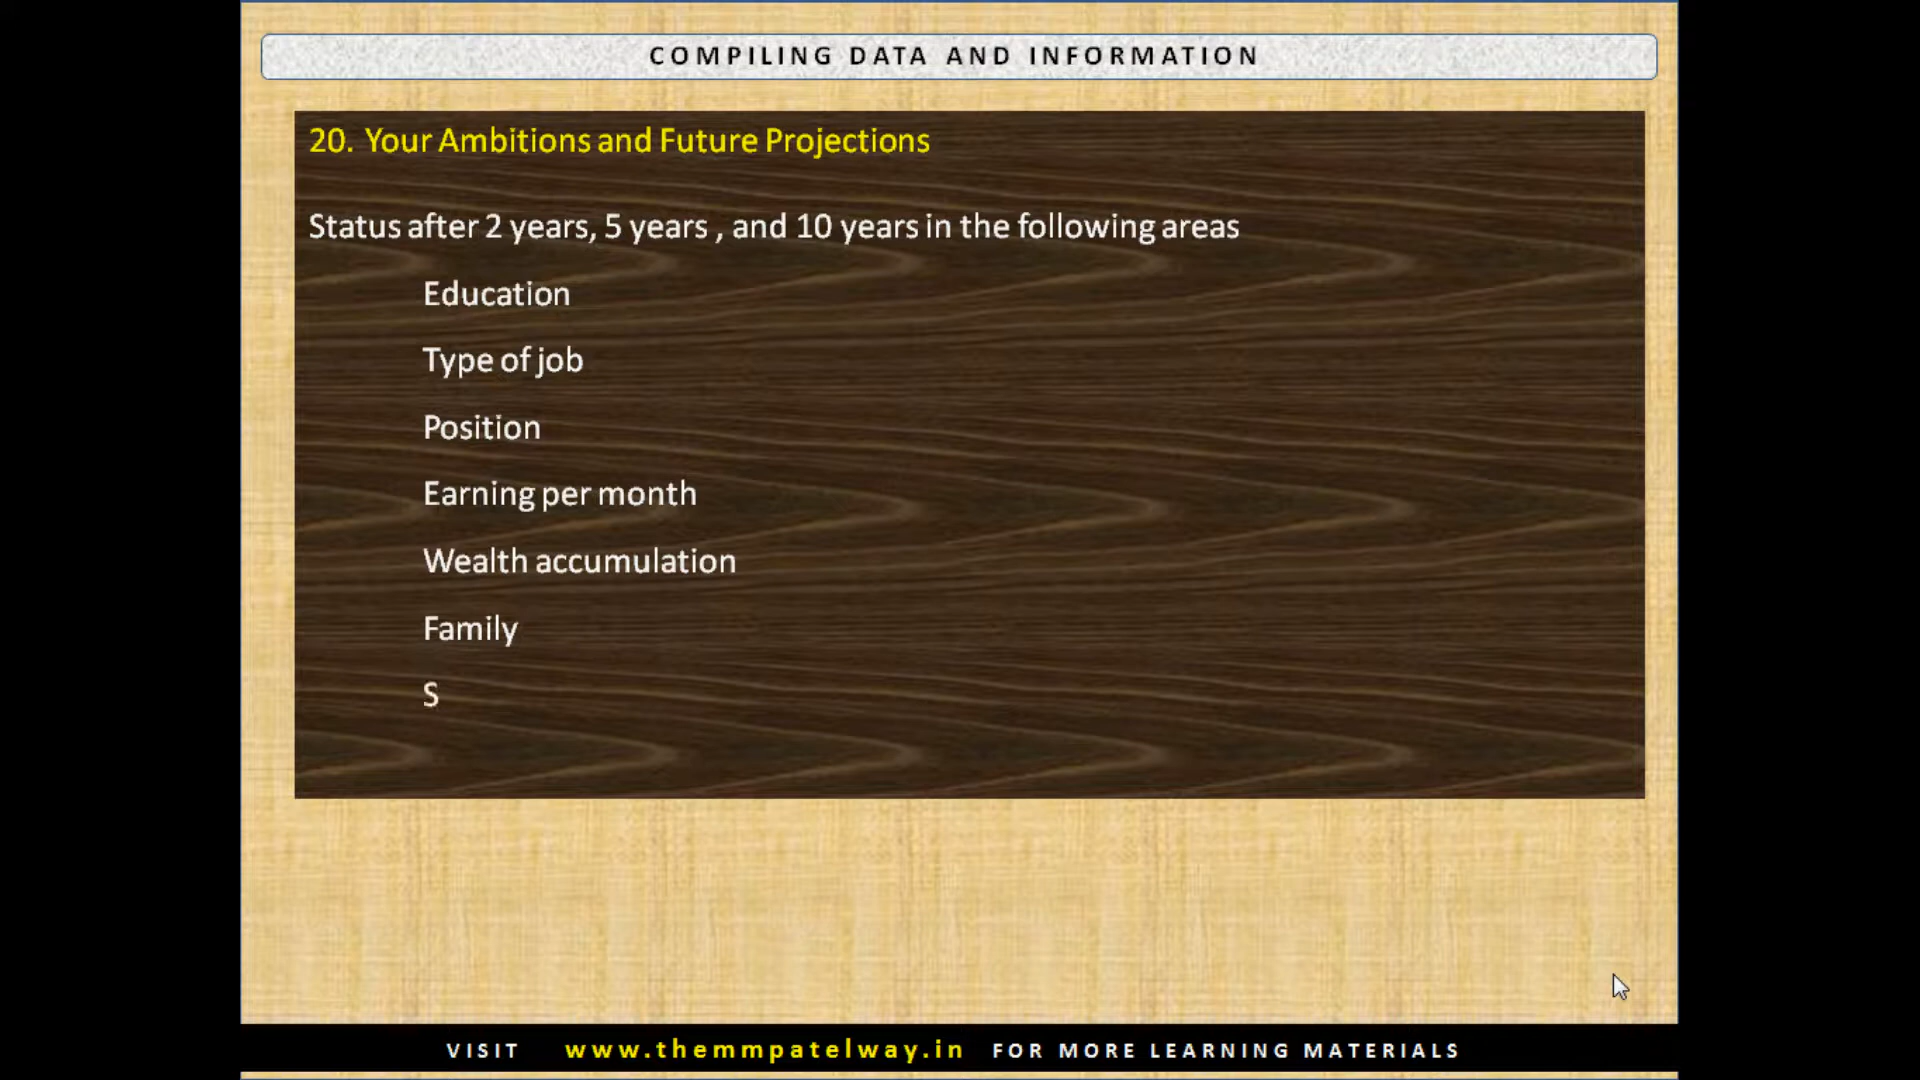 COMPILING DATA AND INFORMATION
20. Your Ambitions and Future Projections
Status after 2 years, 5 years , and 10 years in the following areas
Education
Type of job
Position
Earning per month
Wealth accumulation
Family
S
VISIT www.themmpatelway.in FOR MORE LEARNING MATERIALS